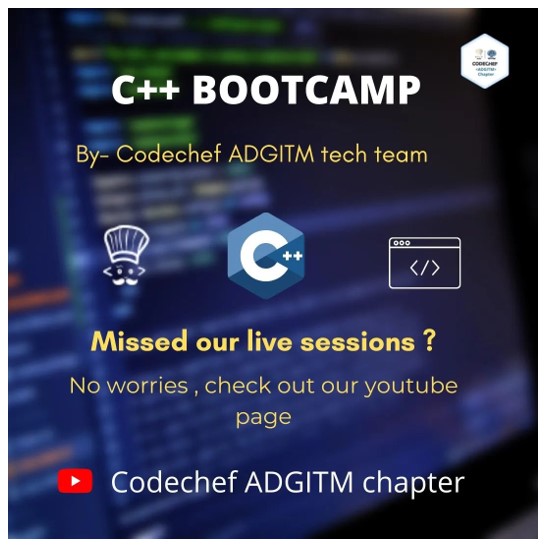 CODECHEF
C++ BOOTCAMP
By- Codechef ADGITM tech team
C++
</>
Missed our live sessions ?
No worries , check out our youtube
page
Codechef ADGITM chapter